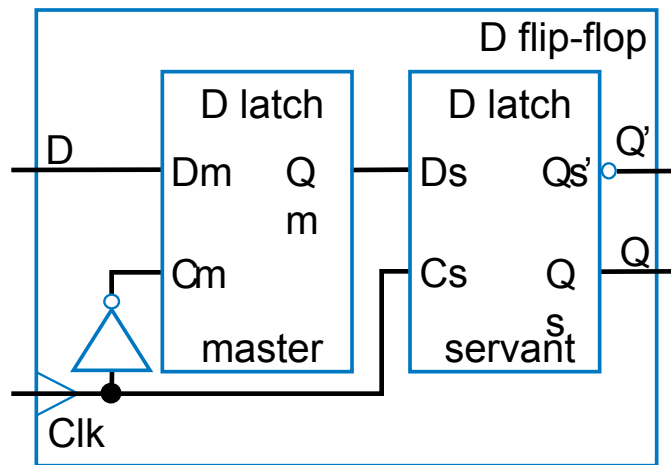 D flip-flop
D latch
D latch
D
Dm
Q
m
Ds
Qs’
Q’
Cm
Cs
Q
s
Q
master
servant
Clk